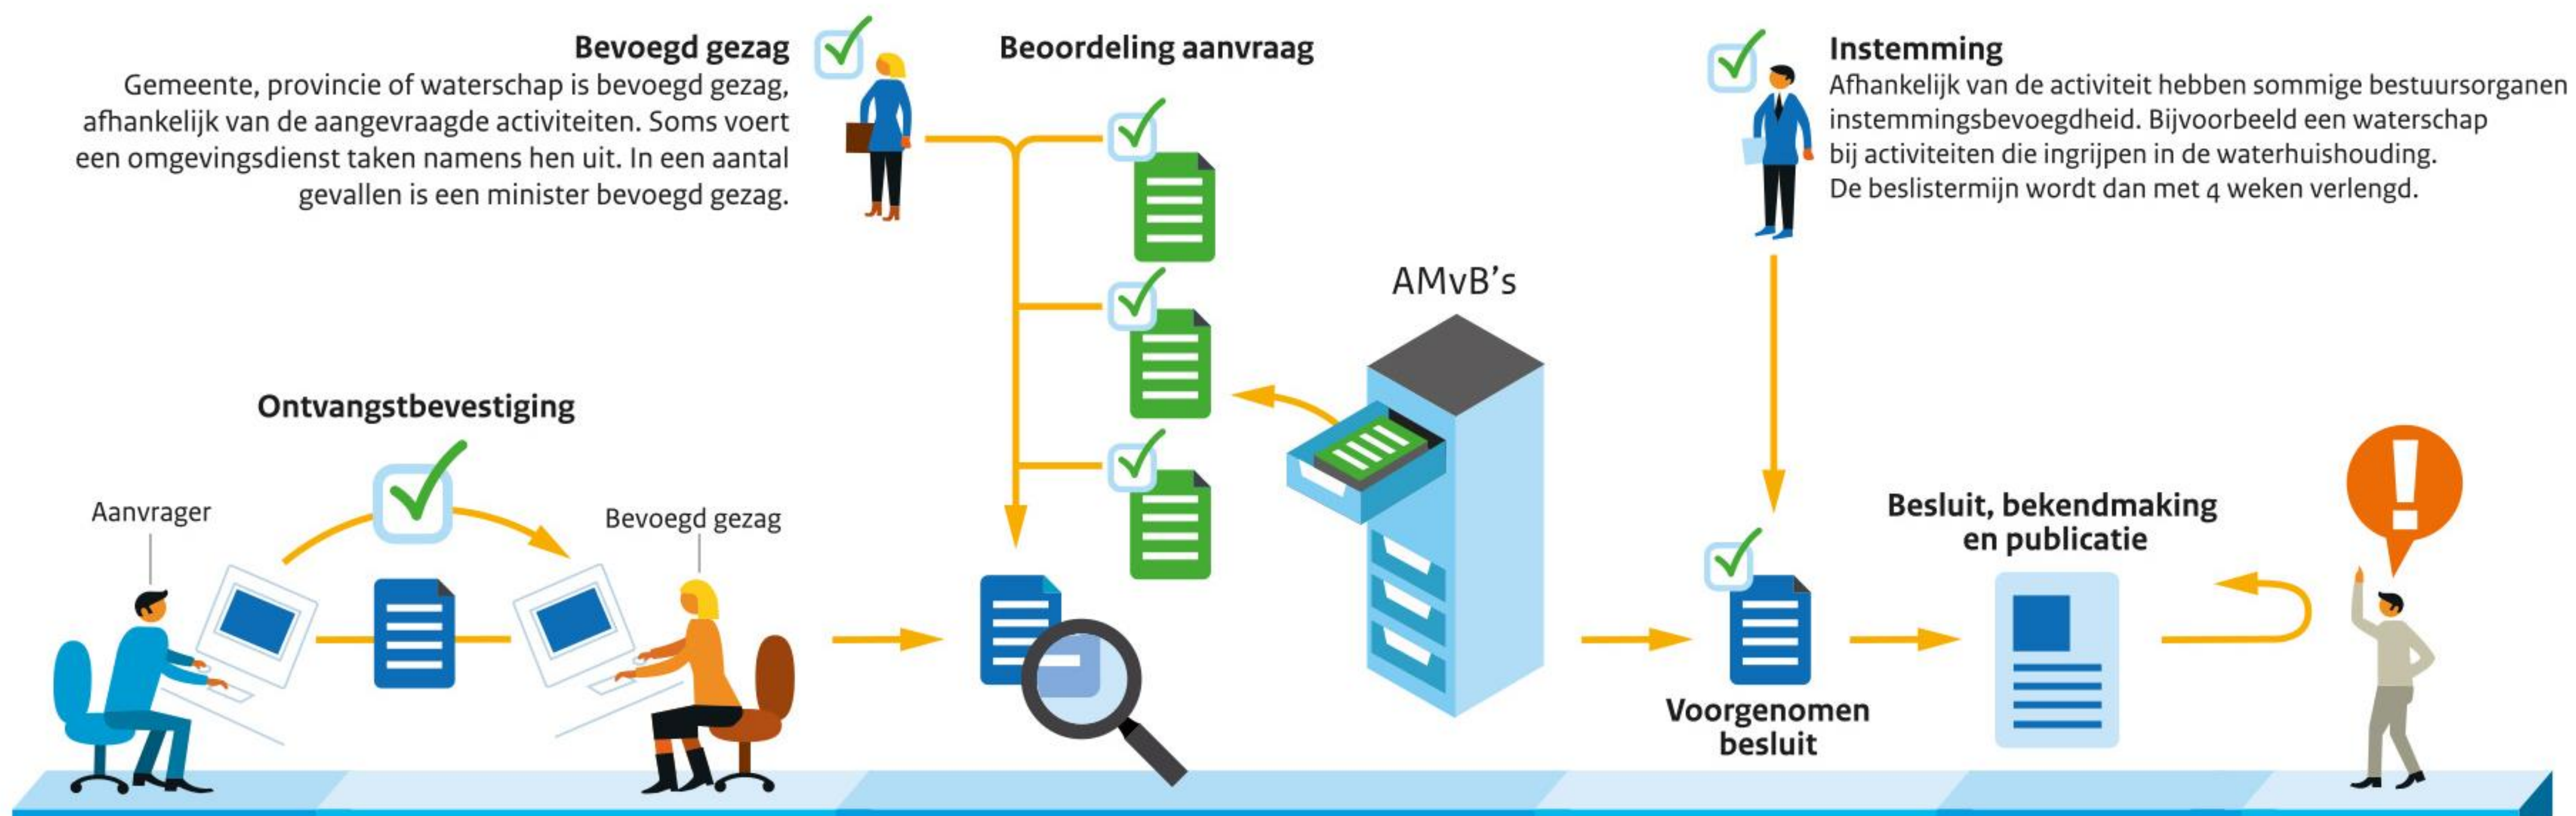 Bevoegd gezag
Gemeente, provincie of waterschap is bevoegd gezag,
afhankelijk van de aangevraagde activiteiten. Soms voert
een omgevingsdienst taken namens hen uit. In een aantal
gevallen is een minister bevoegd gezag.
Beoordeling aanvraag
Instemming
Afhankelijk van de activiteit hebben sommige bestuursorganen
instemmingsbevoegdheid. Bijvoorbeeld een waterschap
bij activiteiten die ingrijpen in de waterhuishouding.
De beslistermijn wordt dan met 4 weken verlengd.
AMvB's
Ontvangstbevestiging
Aanvrager
Bevoegd gezag
Voorgenomen
besluit
Besluit, bekendmaking
en publicatie
!